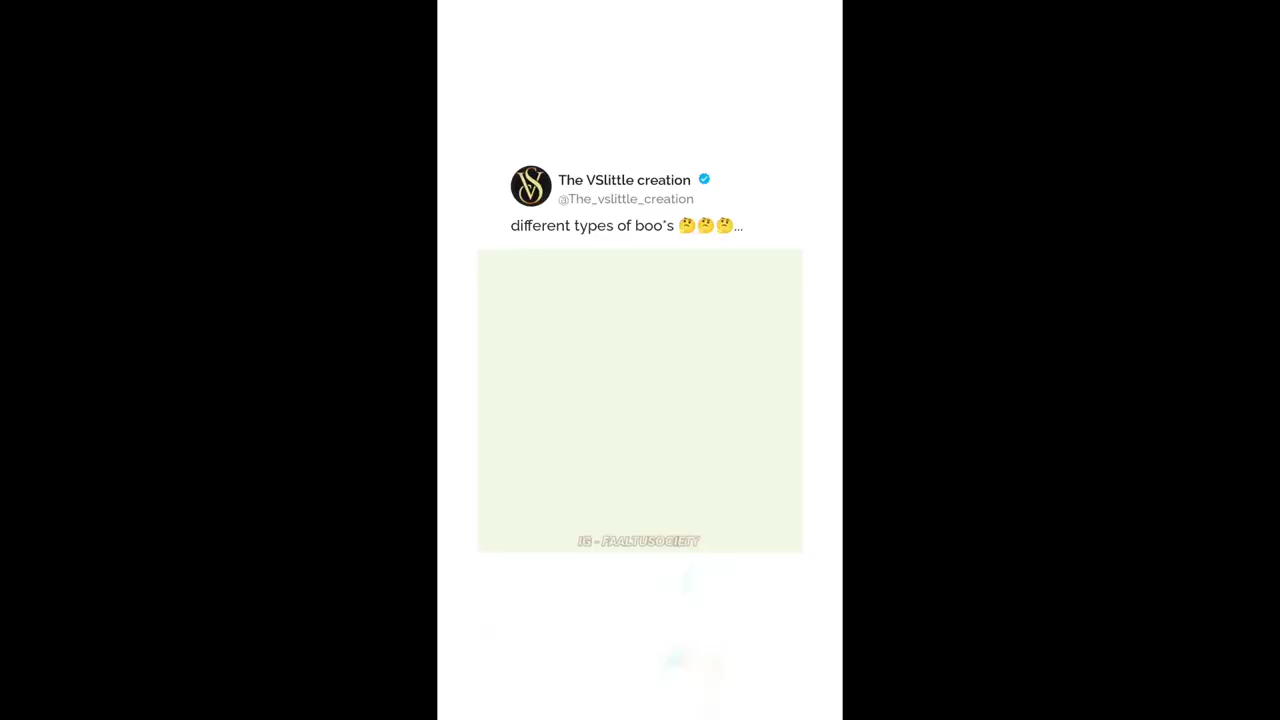 The VSlittle creation
@The_vslittle_creation
different types of boo*s 🤔🤔🤔...
IG - FAALTUSOCIETY